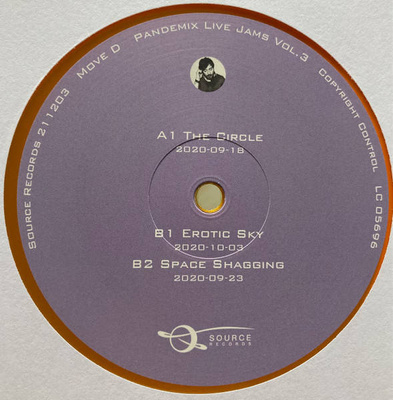 Source Records 211203 Move D Pandemix Live Jams Vol.3 Copyright Control LC 05696
A1 The Circle
2020-09-18
B1 Erotic Sky
2020-10-03
B2 Space Shagging
2020-09-23
SOURCE
RECORDS